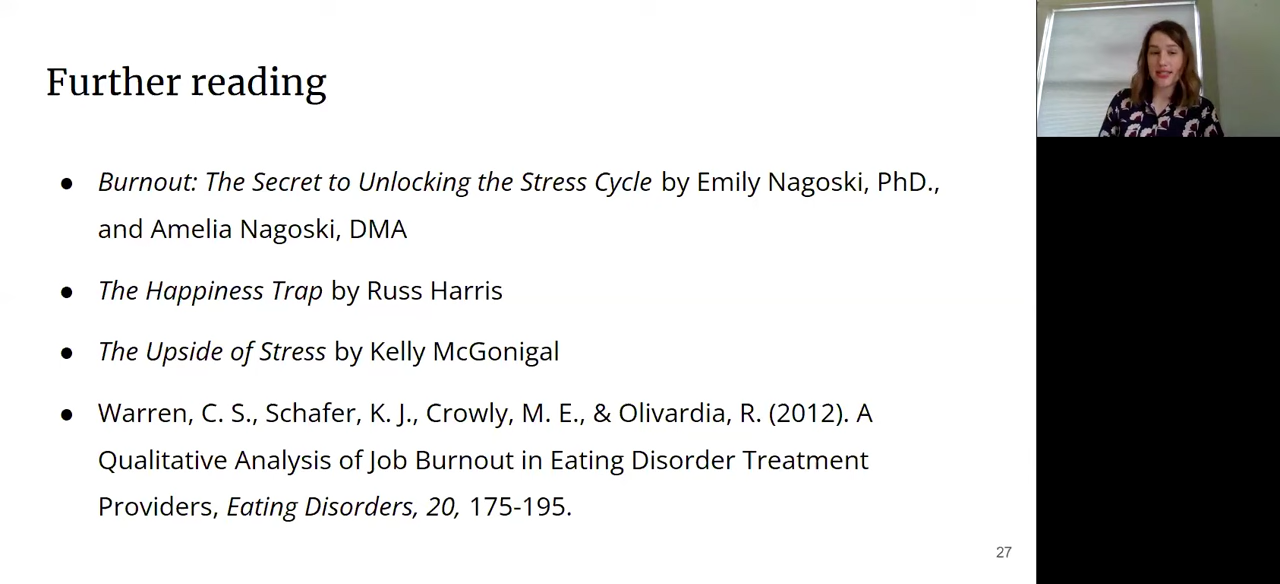 Further reading
● Burnout: The Secret to Unlocking the Stress Cycle by Emily Nagoski, PhD.,
and Amelia Nagoski, DMA
● The Happiness Trap by Russ Harris
● The Upside of Stress by Kelly McGonigal
● Warren, C. S., Schafer, K. J., Crowly, M. E., & Olivardia, R. (2012). A
Qualitative Analysis of Job Burnout in Eating Disorder Treatment
Providers, Eating Disorders, 20, 175-195.
27